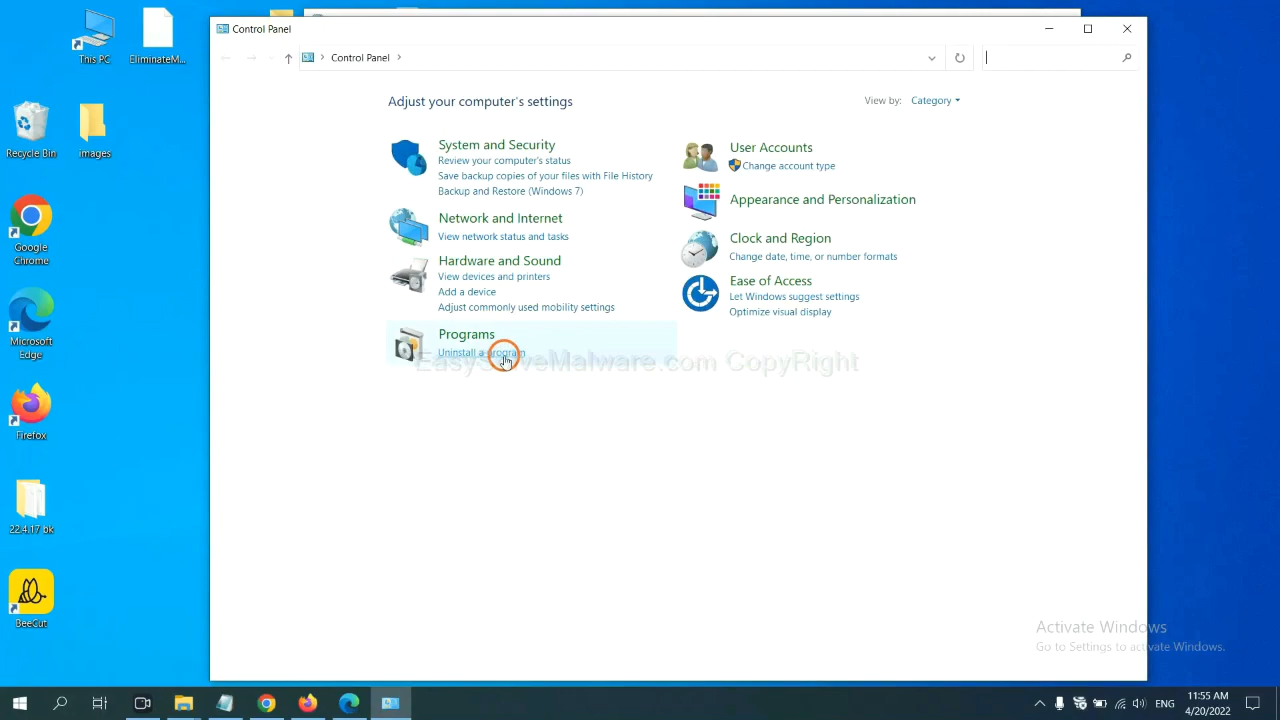 This PC
EliminateM...
Recycle Bin
images
Google
Chrome
Microsoft
Edge
Firefox
22.4.17 bk
BeeCut
Control Panel
Control Panel
Adjust your computer's settings
View by: Category
System and Security
Review your computer's status
Save backup copies of your files with File History
Backup and Restore (Windows 7)
Network and Internet
View network status and tasks
Hardware and Sound
View devices and printers
Add a device
Adjust commonly used mobility settings
Programs
Uninstall a program
User Accounts
Change account type
Appearance and Personalization
Clock and Region
Change date, time, or number formats
Ease of Access
Let Windows suggest settings
Optimize visual display
EasySolveMalware.com CopyRight
Activate Windows
Go to Settings to activate Windows.
ENG
11:55 AM
4/20/2022